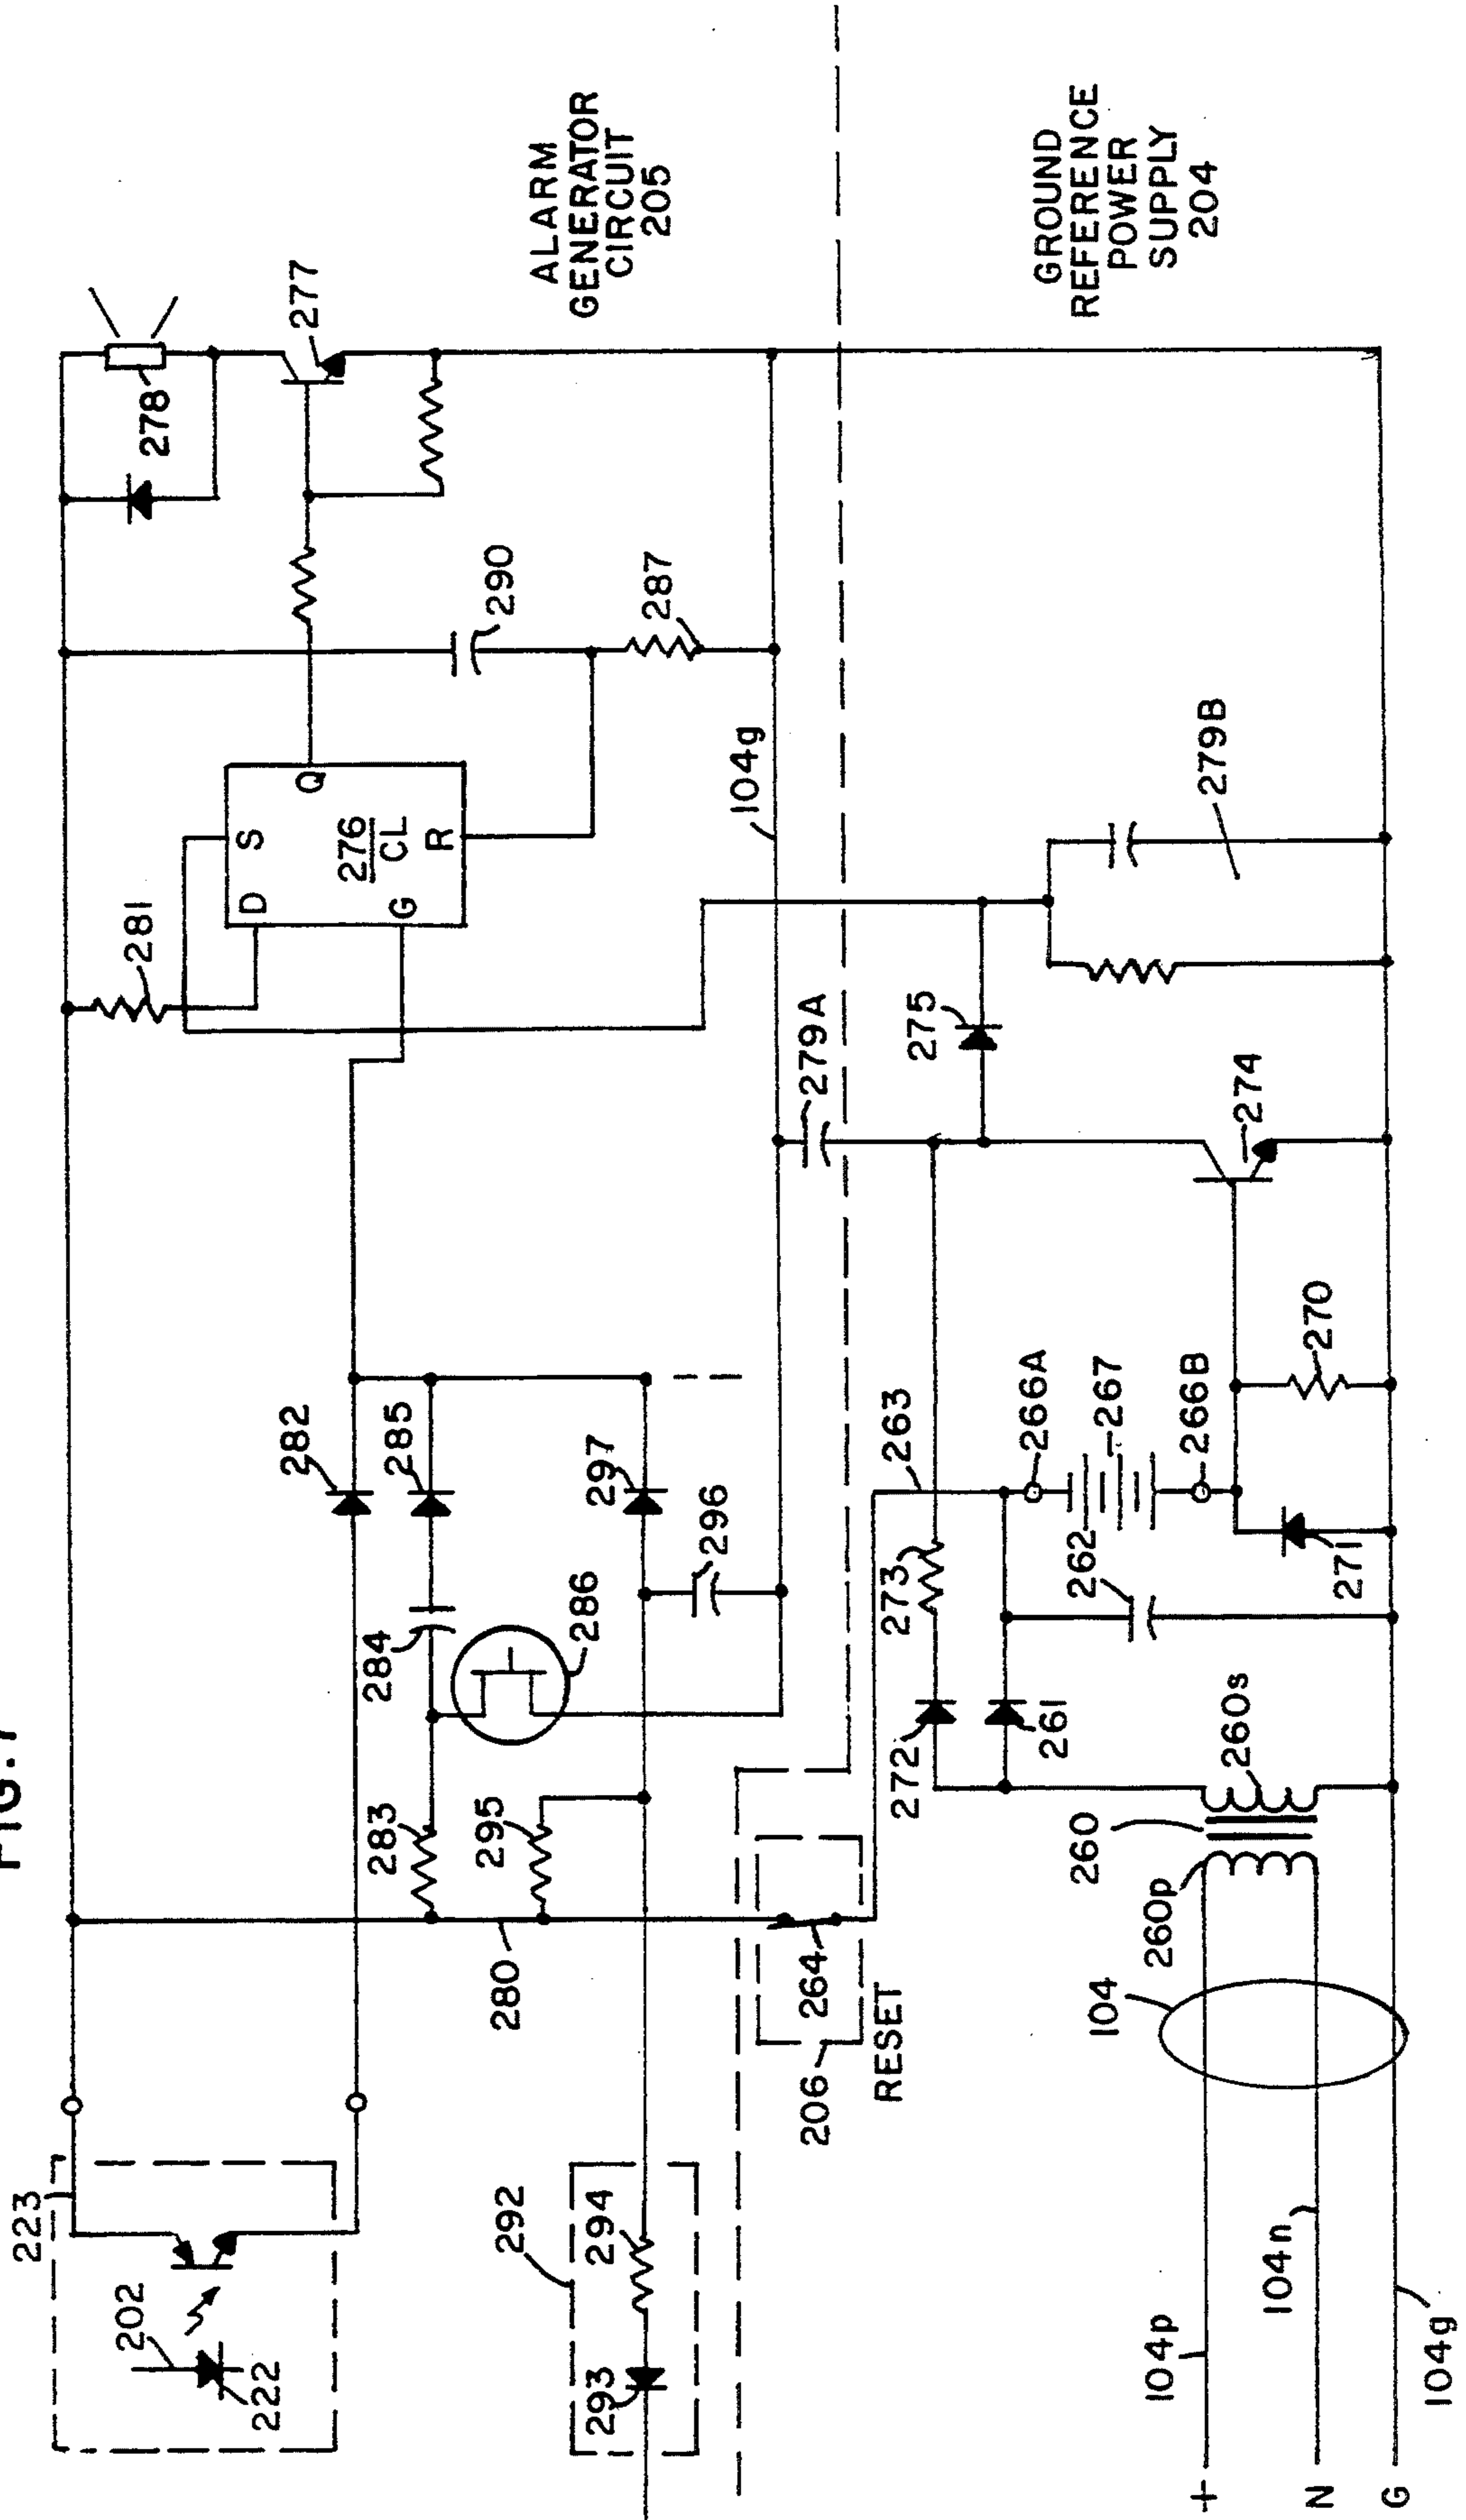 FIG. 7
223
202
222
292
293
294
280
283
295
284
286
282
285
297
296
281
D
S
276
CL
G
R
Q
290
287
278
277
ALARM
GENERATOR
CIRCUIT
205
104g
279A
GROUND
REFERENCE
POWER
SUPPLY
204
206
264
RESET
263
272
273
261
262
266A
267
266B
271
270
275
274
279B
260
260p
260s
104
104p
104n
104g
+
N
G